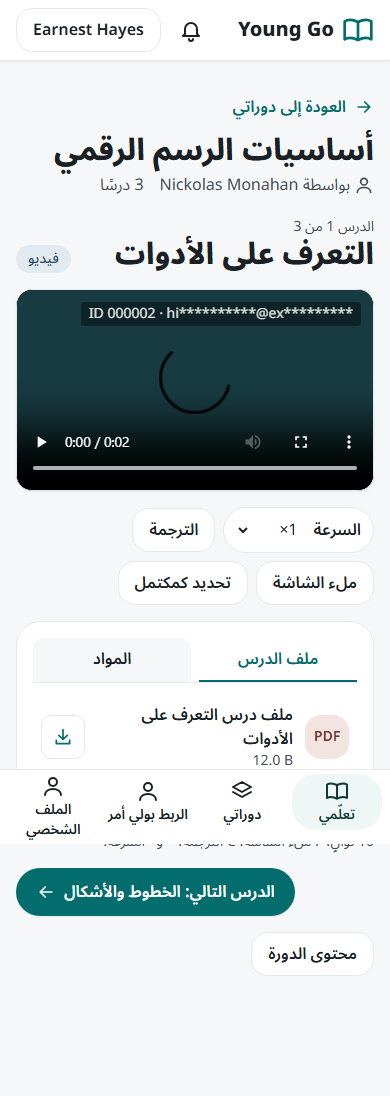 Young Go
Earnest Hayes
العودة إلى دوراتي
أساسيات الرسم الرقمي
بواسطة Nickolas Monahan 3 درسًا
الدرس 1 من 3
التعرف على الأدوات
فيديو
ID 000002 · hi**********@ex*********
0:00 / 0:02
السرعة 1×
الترجمة
ملء الشاشة
تحديد كمكتمل
ملف الدرس
المواد
PDF
ملف درس التعرف على
الأدوات
12.0 B
تعلّمي
دوراتي
الربط بولي أمر
الملف
الشخصي
الدرس التالي: الخطوط والأشكال
محتوى الدورة